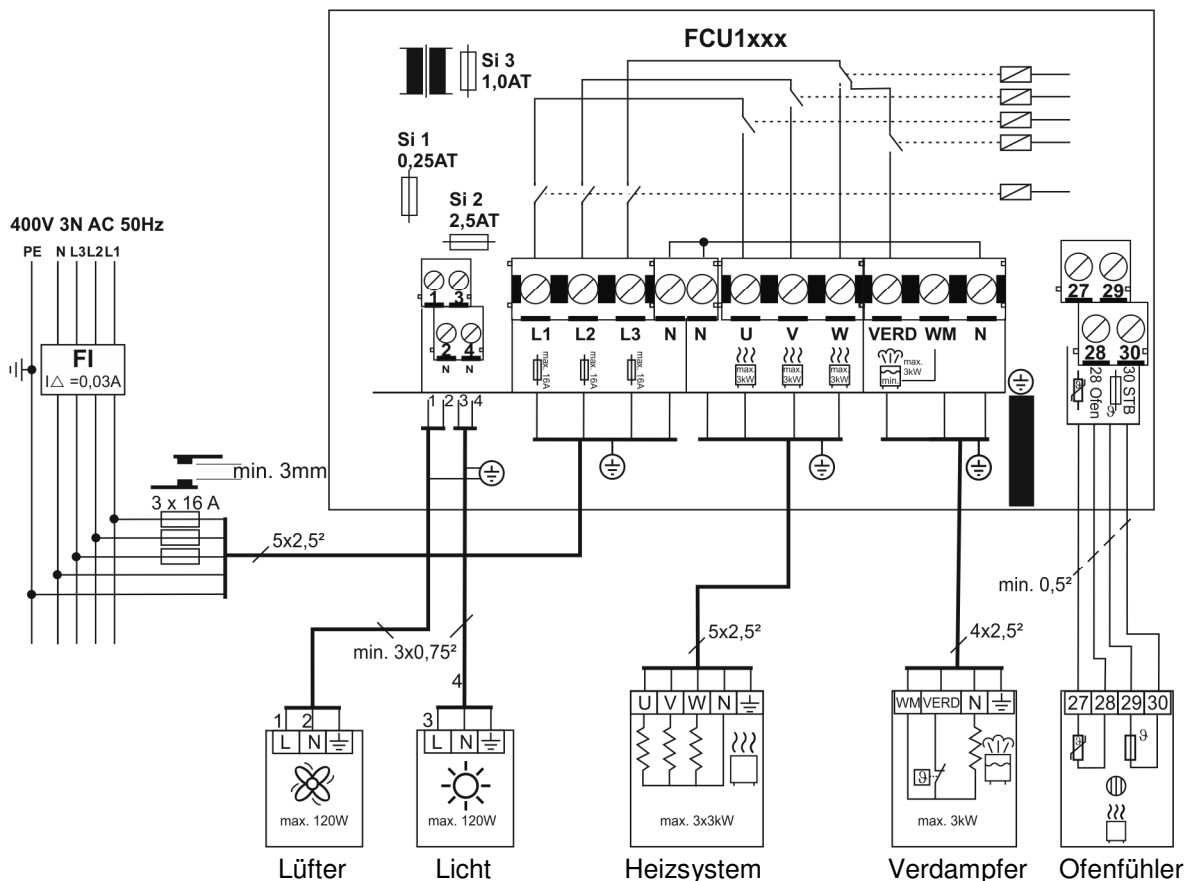 FCU1xxx
Si 3
1,0AT
Si 1
0,25AT
Si 2
2,5AT
400V 3N AC 50Hz
PE N L3 L2 L1
FI
I△ =0,03A
1 3
2 4
N N
L1 L2 L3 N N U V W VERD WM N
max. 16A
max. 16A
max. 16A
max. 3kW
max. 3kW
max. 3kW
min.
max. 3kW
27 29
28 30
28 Ofen
30 STB
ϑ
1 2 3 4
min. 3mm
3 x 16 A
5x2,5²
min. 0,5²
min. 3x0,75²
5x2,5²
4x2,5²
4
1 2
L N
max. 120W
Lüfter
3
L N
max. 120W
Licht
U V W N
max. 3x3kW
Heizsystem
WM VERD N
ϑ
max. 3kW
Verdampfer
27 28 29 30
ϑ
ϑ
Ofenfühler